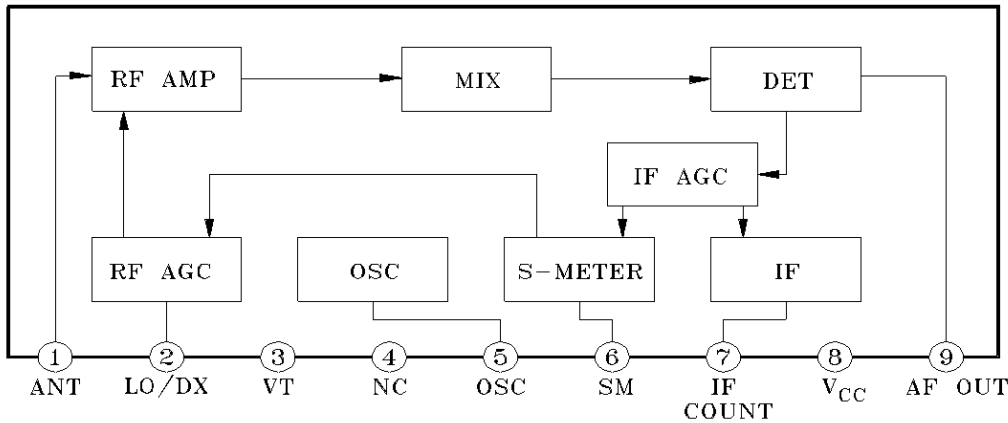 RF AMP
MIX
DET
IF AGC
RF AGC
OSC
S-METER
IF
1
2
3
4
5
6
7
8
9
ANT
LO/DX
VT
NC
OSC
SM
IF
COUNT
VCC
AF OUT